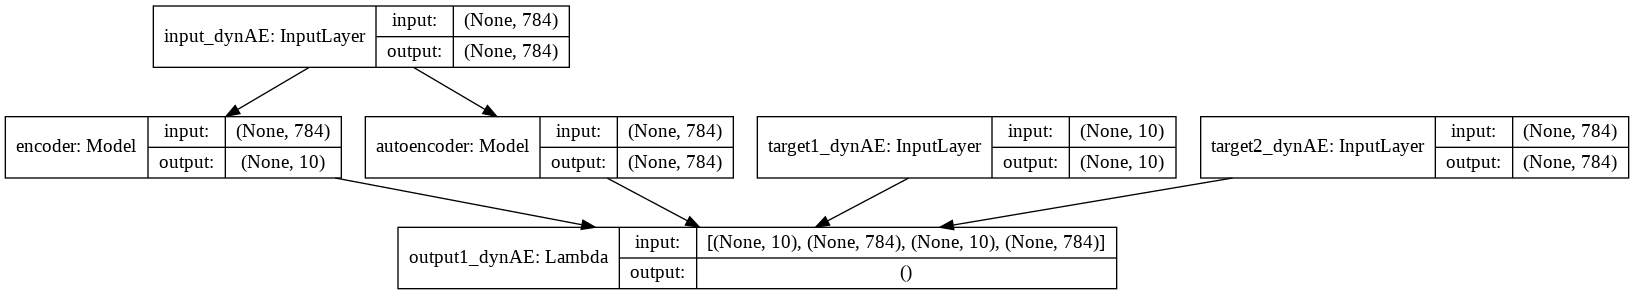 input_dynAE: InputLayer
input: (None, 784)
output: (None, 784)
encoder: Model
input: (None, 784)
output: (None, 10)
autoencoder: Model
input: (None, 784)
output: (None, 784)
target1_dynAE: InputLayer
input: (None, 10)
output: (None, 10)
target2_dynAE: InputLayer
input: (None, 784)
output: (None, 784)
output1_dynAE: Lambda
input: [(None, 10), (None, 784), (None, 10), (None, 784)]
output: ()